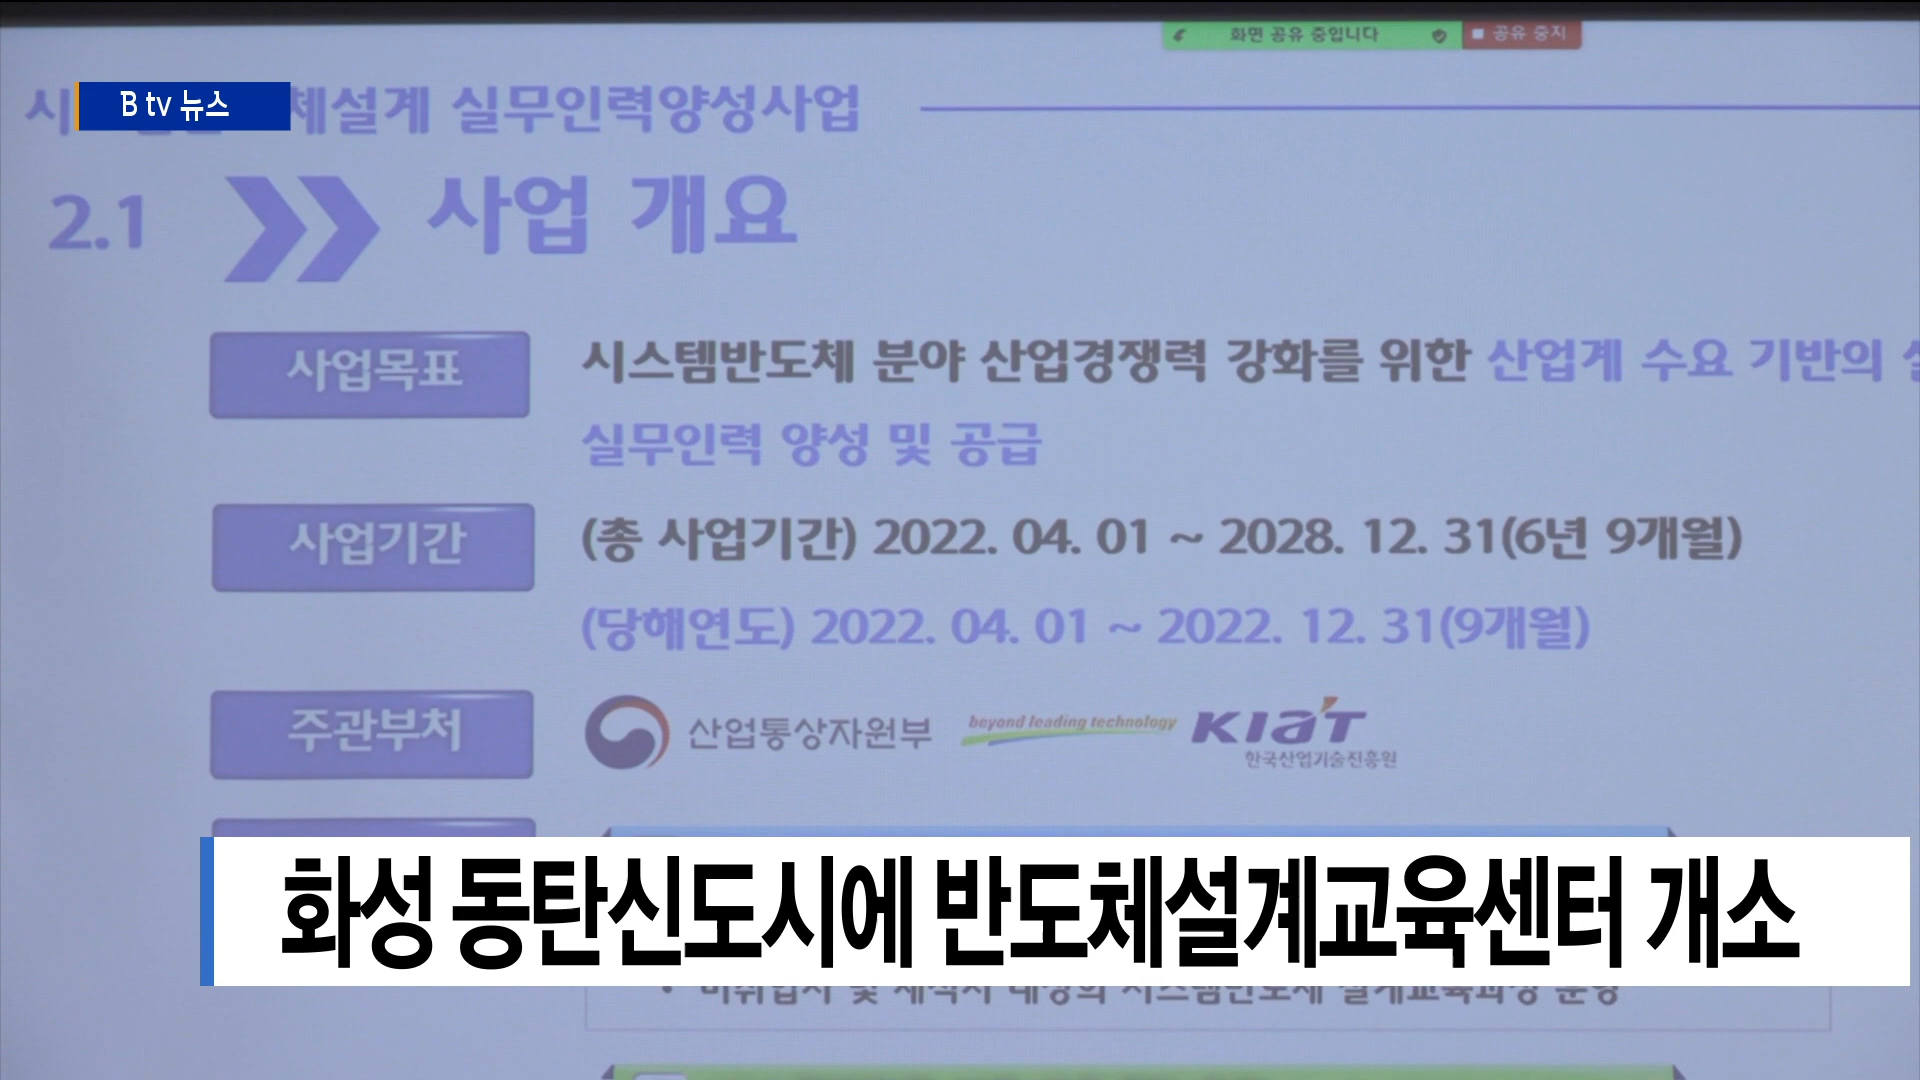 화면 공유 중입니다
공유 중지
B tv 뉴스
체설계 실무인력양성사업
2.1 사업 개요
사업목표
시스템반도체 분야 산업경쟁력 강화를 위한 산업계 수요 기반의
실무인력 양성 및 공급
사업기간
(총 사업기간) 2022. 04. 01 ~ 2028. 12. 31(6년 9개월)
(당해연도) 2022. 04. 01 ~ 2022. 12. 31(9개월)
주관부처
산업통상자원부
beyond leading technology
KIAT
한국산업기술진흥원
화성 동탄신도시에 반도체설계교육센터 개소